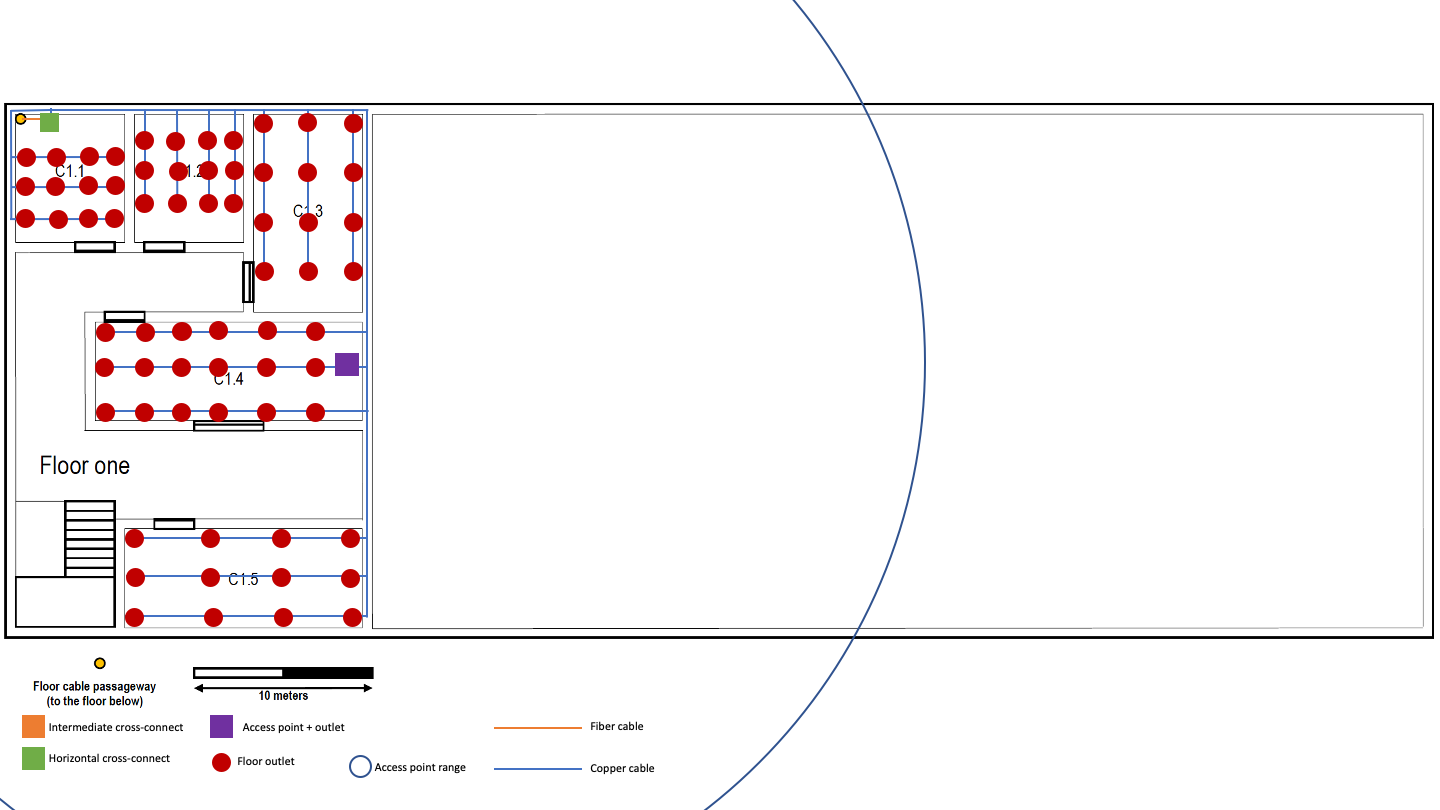 C1.1
1.2
C1.3
C1.4
Floor one
C1.5
Floor cable passageway
(to the floor below)
10 meters
Intermediate cross-connect
Access point + outlet
Fiber cable
Horizontal cross-connect
Floor outlet
Access point range
Copper cable